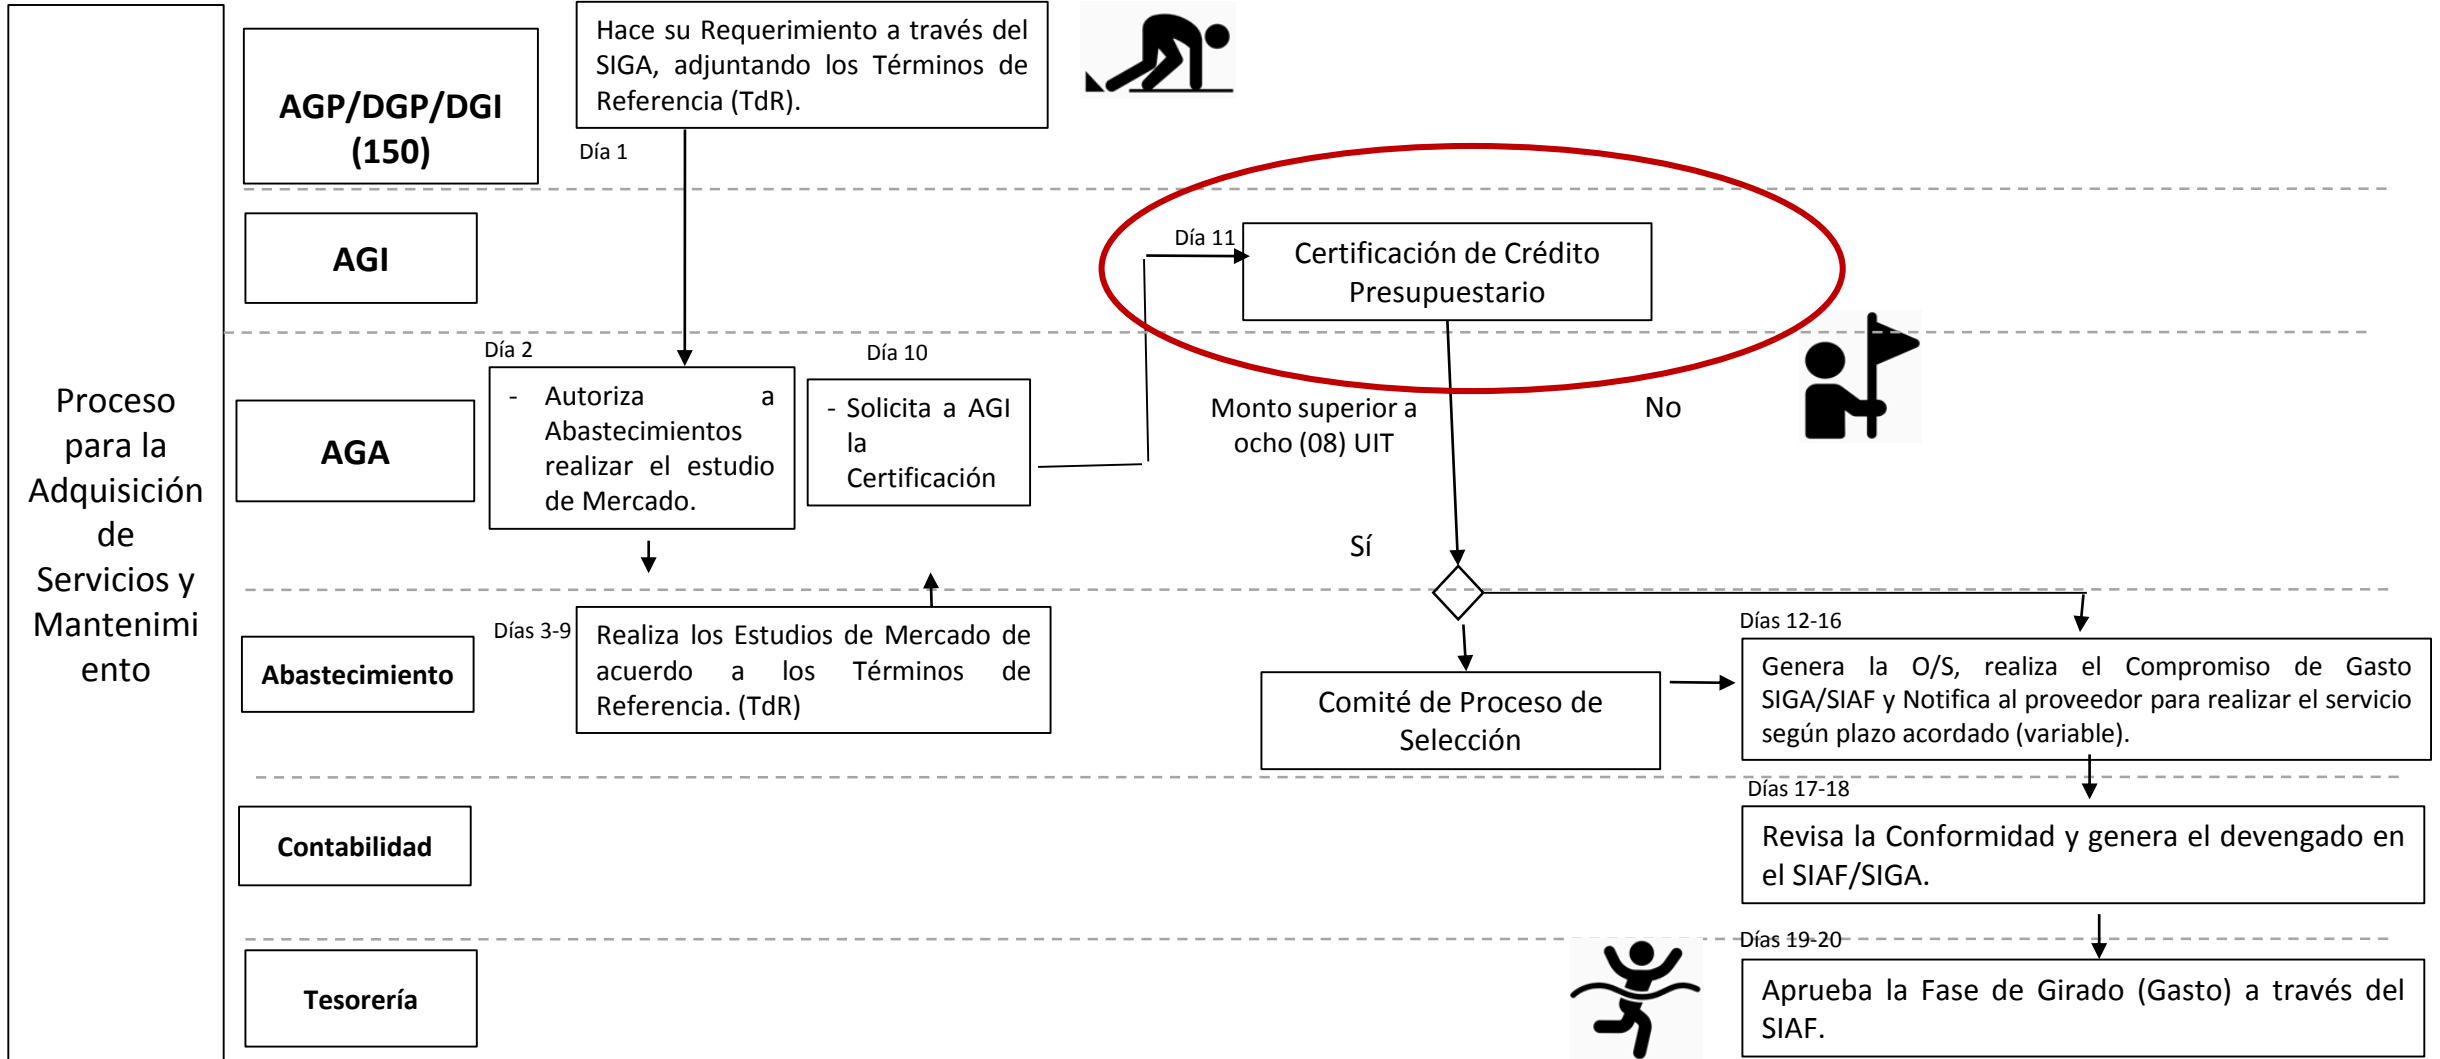 Proceso
para la
Adquisición
de
Servicios y
Mantenimi
ento
AGP/DGP/DGI
(150)
Hace su Requerimiento a través del
SIGA, adjuntando los Términos de
Referencia (TdR).
Día 1
AGI
Día 11
Certificación de Crédito
Presupuestario
AGA
Día 2
- Autoriza a
Abastecimientos
realizar el estudio
de Mercado.
Día 10
- Solicita a AGI
la
Certificación
Monto superior a
ocho (08) UIT
No
Sí
Abastecimiento
Días 3-9
Realiza los Estudios de Mercado de
acuerdo a los Términos de
Referencia. (TdR)
Comité de Proceso de
Selección
Días 12-16
Genera la O/S, realiza el Compromiso de Gasto
SIGA/SIAF y Notifica al proveedor para realizar el servicio
según plazo acordado (variable).
Contabilidad
Días 17-18
Revisa la Conformidad y genera el devengado en
el SIAF/SIGA.
Tesorería
Días 19-20
Aprueba la Fase de Girado (Gasto) a través del
SIAF.